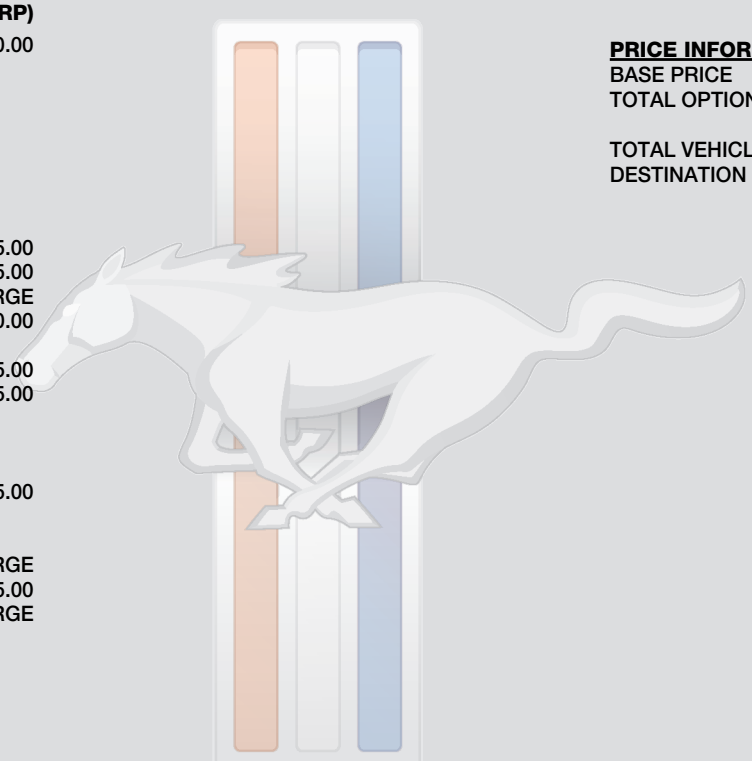 RP)
0.00
5.00
5.00
RGE
0.00
5.00
5.00
5.00
RGE
5.00
RGE
PRICE INFOR
BASE PRICE
TOTAL OPTION
TOTAL VEHICL
DESTINATION